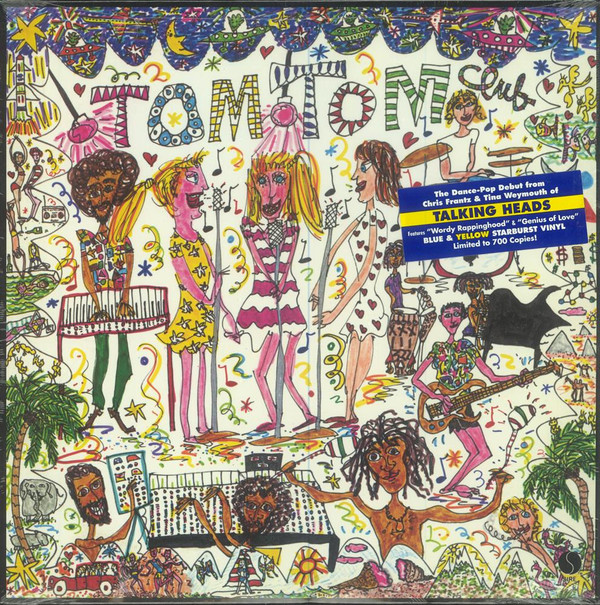 TOM TOM Club
The Dance-Pop Debut from
Chris Frantz & Tina Weymouth of
TALKING HEADS
Features "Wordy Rappinghood" & "Genius of Love"
BLUE & YELLOW STARBURST VINYL
Limited to 700 Copies!
SIRE